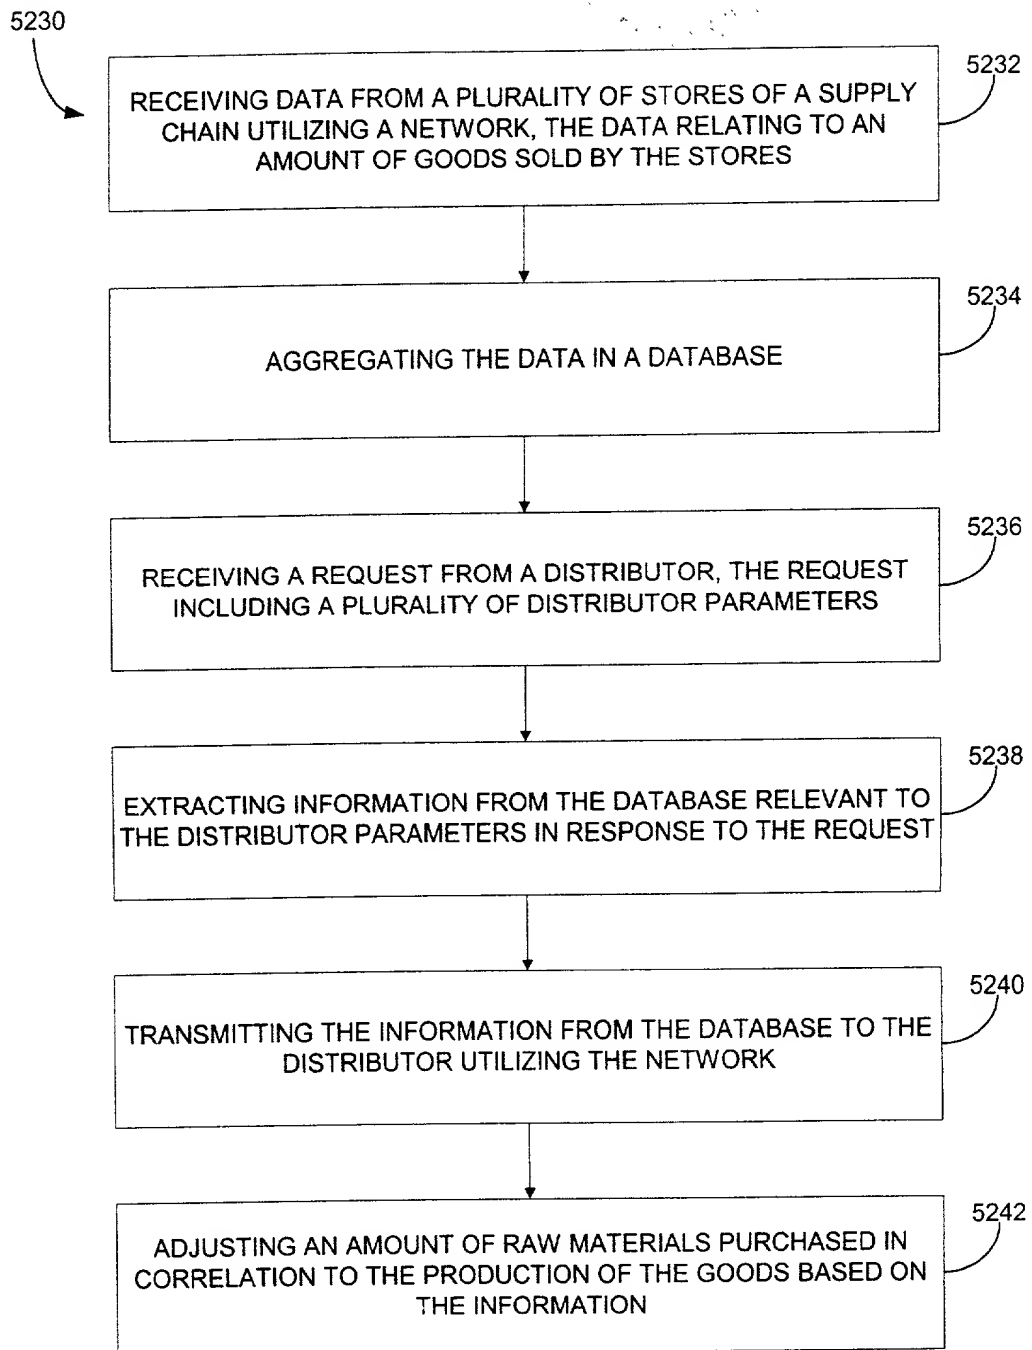 5230
5232
RECEIVING DATA FROM A PLURALITY OF STORES OF A SUPPLY
CHAIN UTILIZING A NETWORK, THE DATA RELATING TO AN
AMOUNT OF GOODS SOLD BY THE STORES
5234
AGGREGATING THE DATA IN A DATABASE
5236
RECEIVING A REQUEST FROM A DISTRIBUTOR, THE REQUEST
INCLUDING A PLURALITY OF DISTRIBUTOR PARAMETERS
5238
EXTRACTING INFORMATION FROM THE DATABASE RELEVANT TO
THE DISTRIBUTOR PARAMETERS IN RESPONSE TO THE REQUEST
5240
TRANSMITTING THE INFORMATION FROM THE DATABASE TO THE
DISTRIBUTOR UTILIZING THE NETWORK
5242
ADJUSTING AN AMOUNT OF RAW MATERIALS PURCHASED IN
CORRELATION TO THE PRODUCTION OF THE GOODS BASED ON
THE INFORMATION